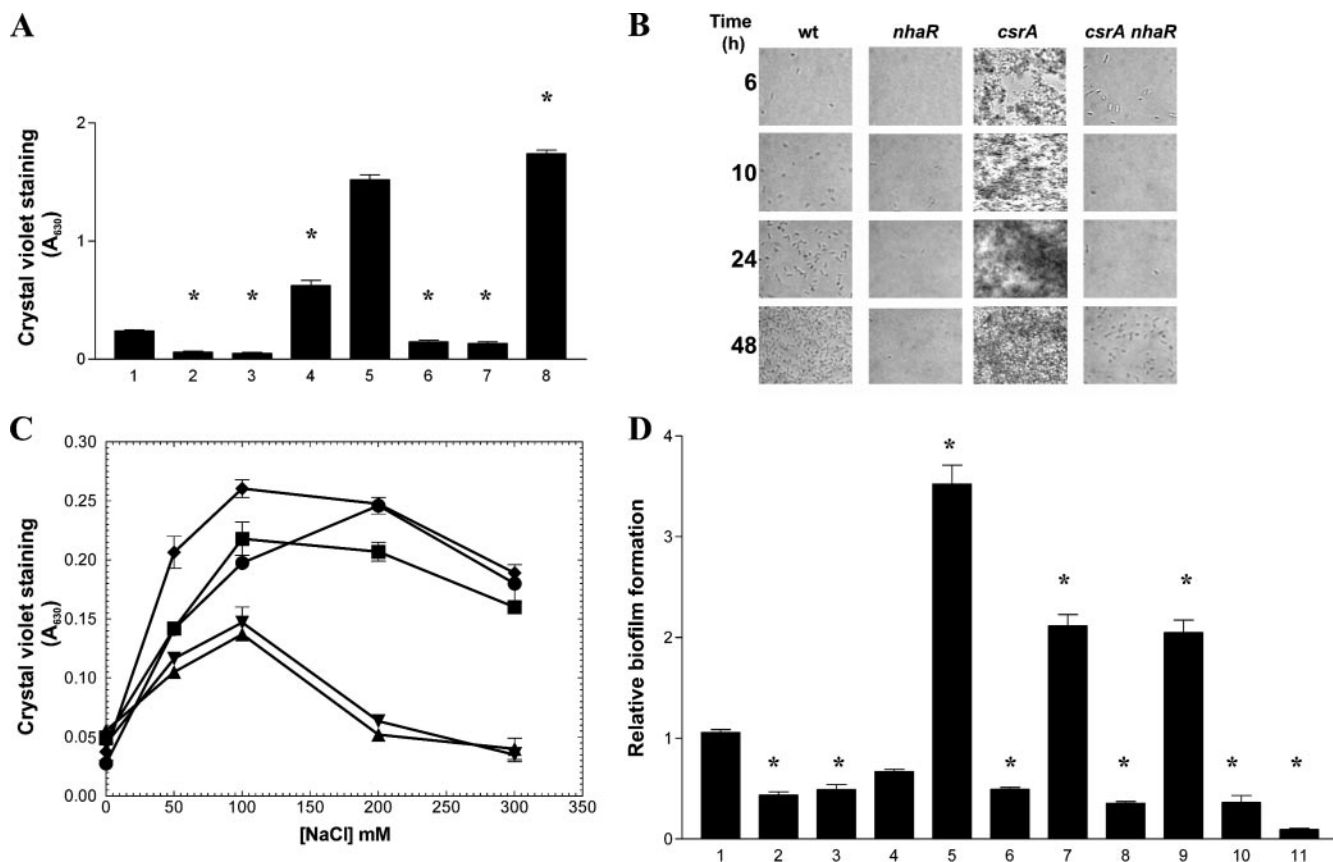 A
Crystal violet staining
(A630)
2
1
0
* * * * * *
1 2 3 4 5 6 7 8
B
Time
(h)
wt nhaR csrA csrA nhaR
6
10
24
48
C
Crystal violet staining
(A630)
0.30
0.25
0.20
0.15
0.10
0.05
0.00
0 50 100 150 200 250 300 350
[NaCl] mM
D
Relative biofilm formation
4
3
2
1
0
* * * * * * * * *
1 2 3 4 5 6 7 8 9 10 11